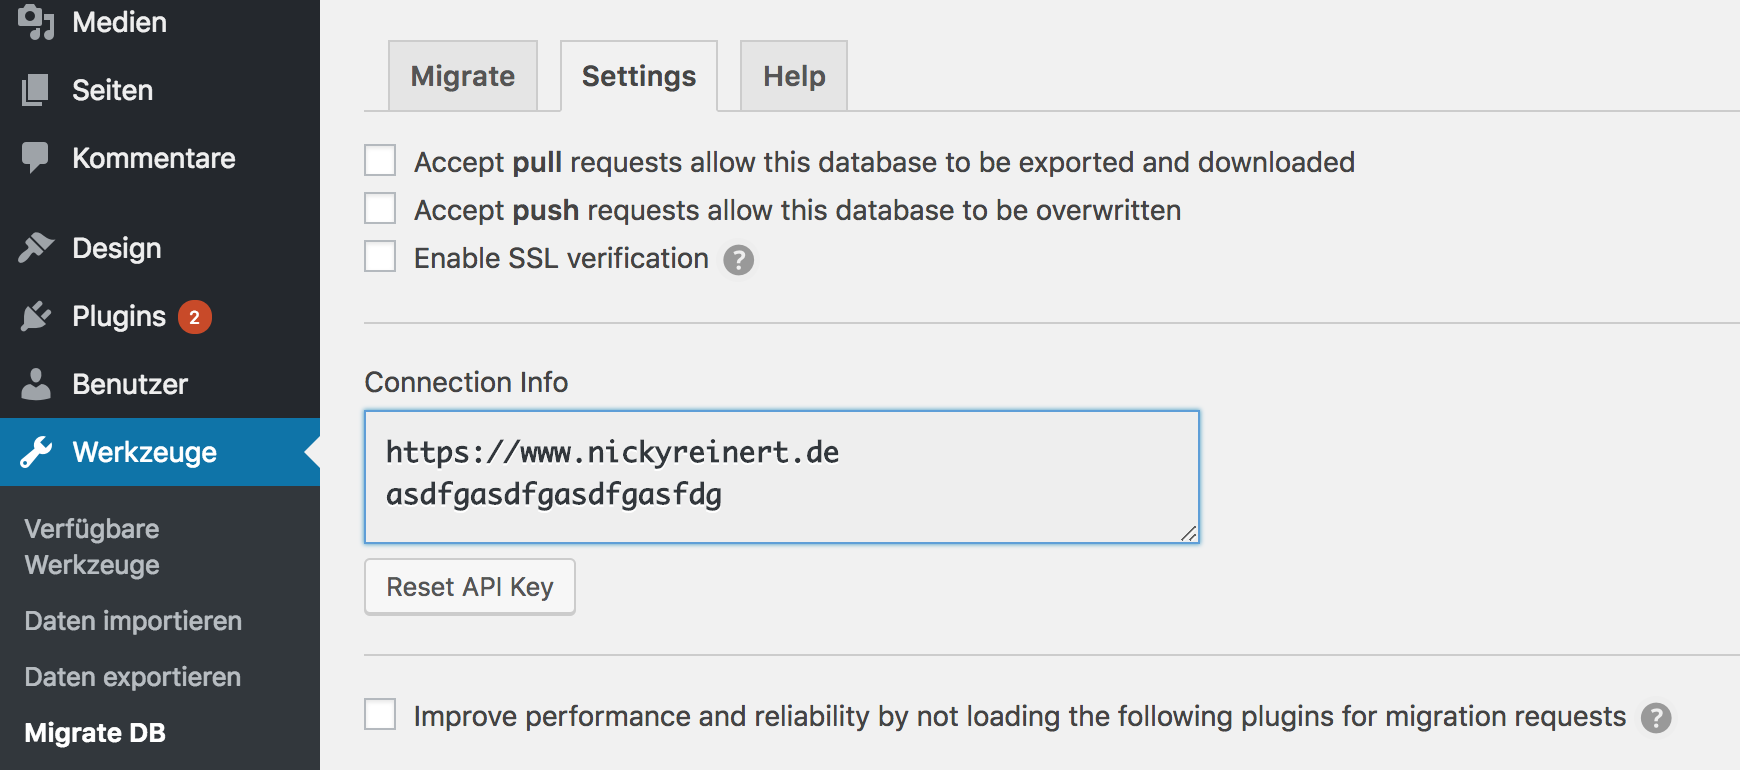 Medien
Seiten
Kommentare
Design
Plugins 2
Benutzer
Werkzeuge
Verfügbare
Werkzeuge
Daten importieren
Daten exportieren
Migrate DB
Migrate
Settings
Help
Accept pull requests allow this database to be exported and downloaded
Accept push requests allow this database to be overwritten
Enable SSL verification ?
Connection Info
https://www.nickyreinert.de
asdfgasdfgasdfgasfdg
Reset API Key
Improve performance and reliability by not loading the following plugins for migration requests ?